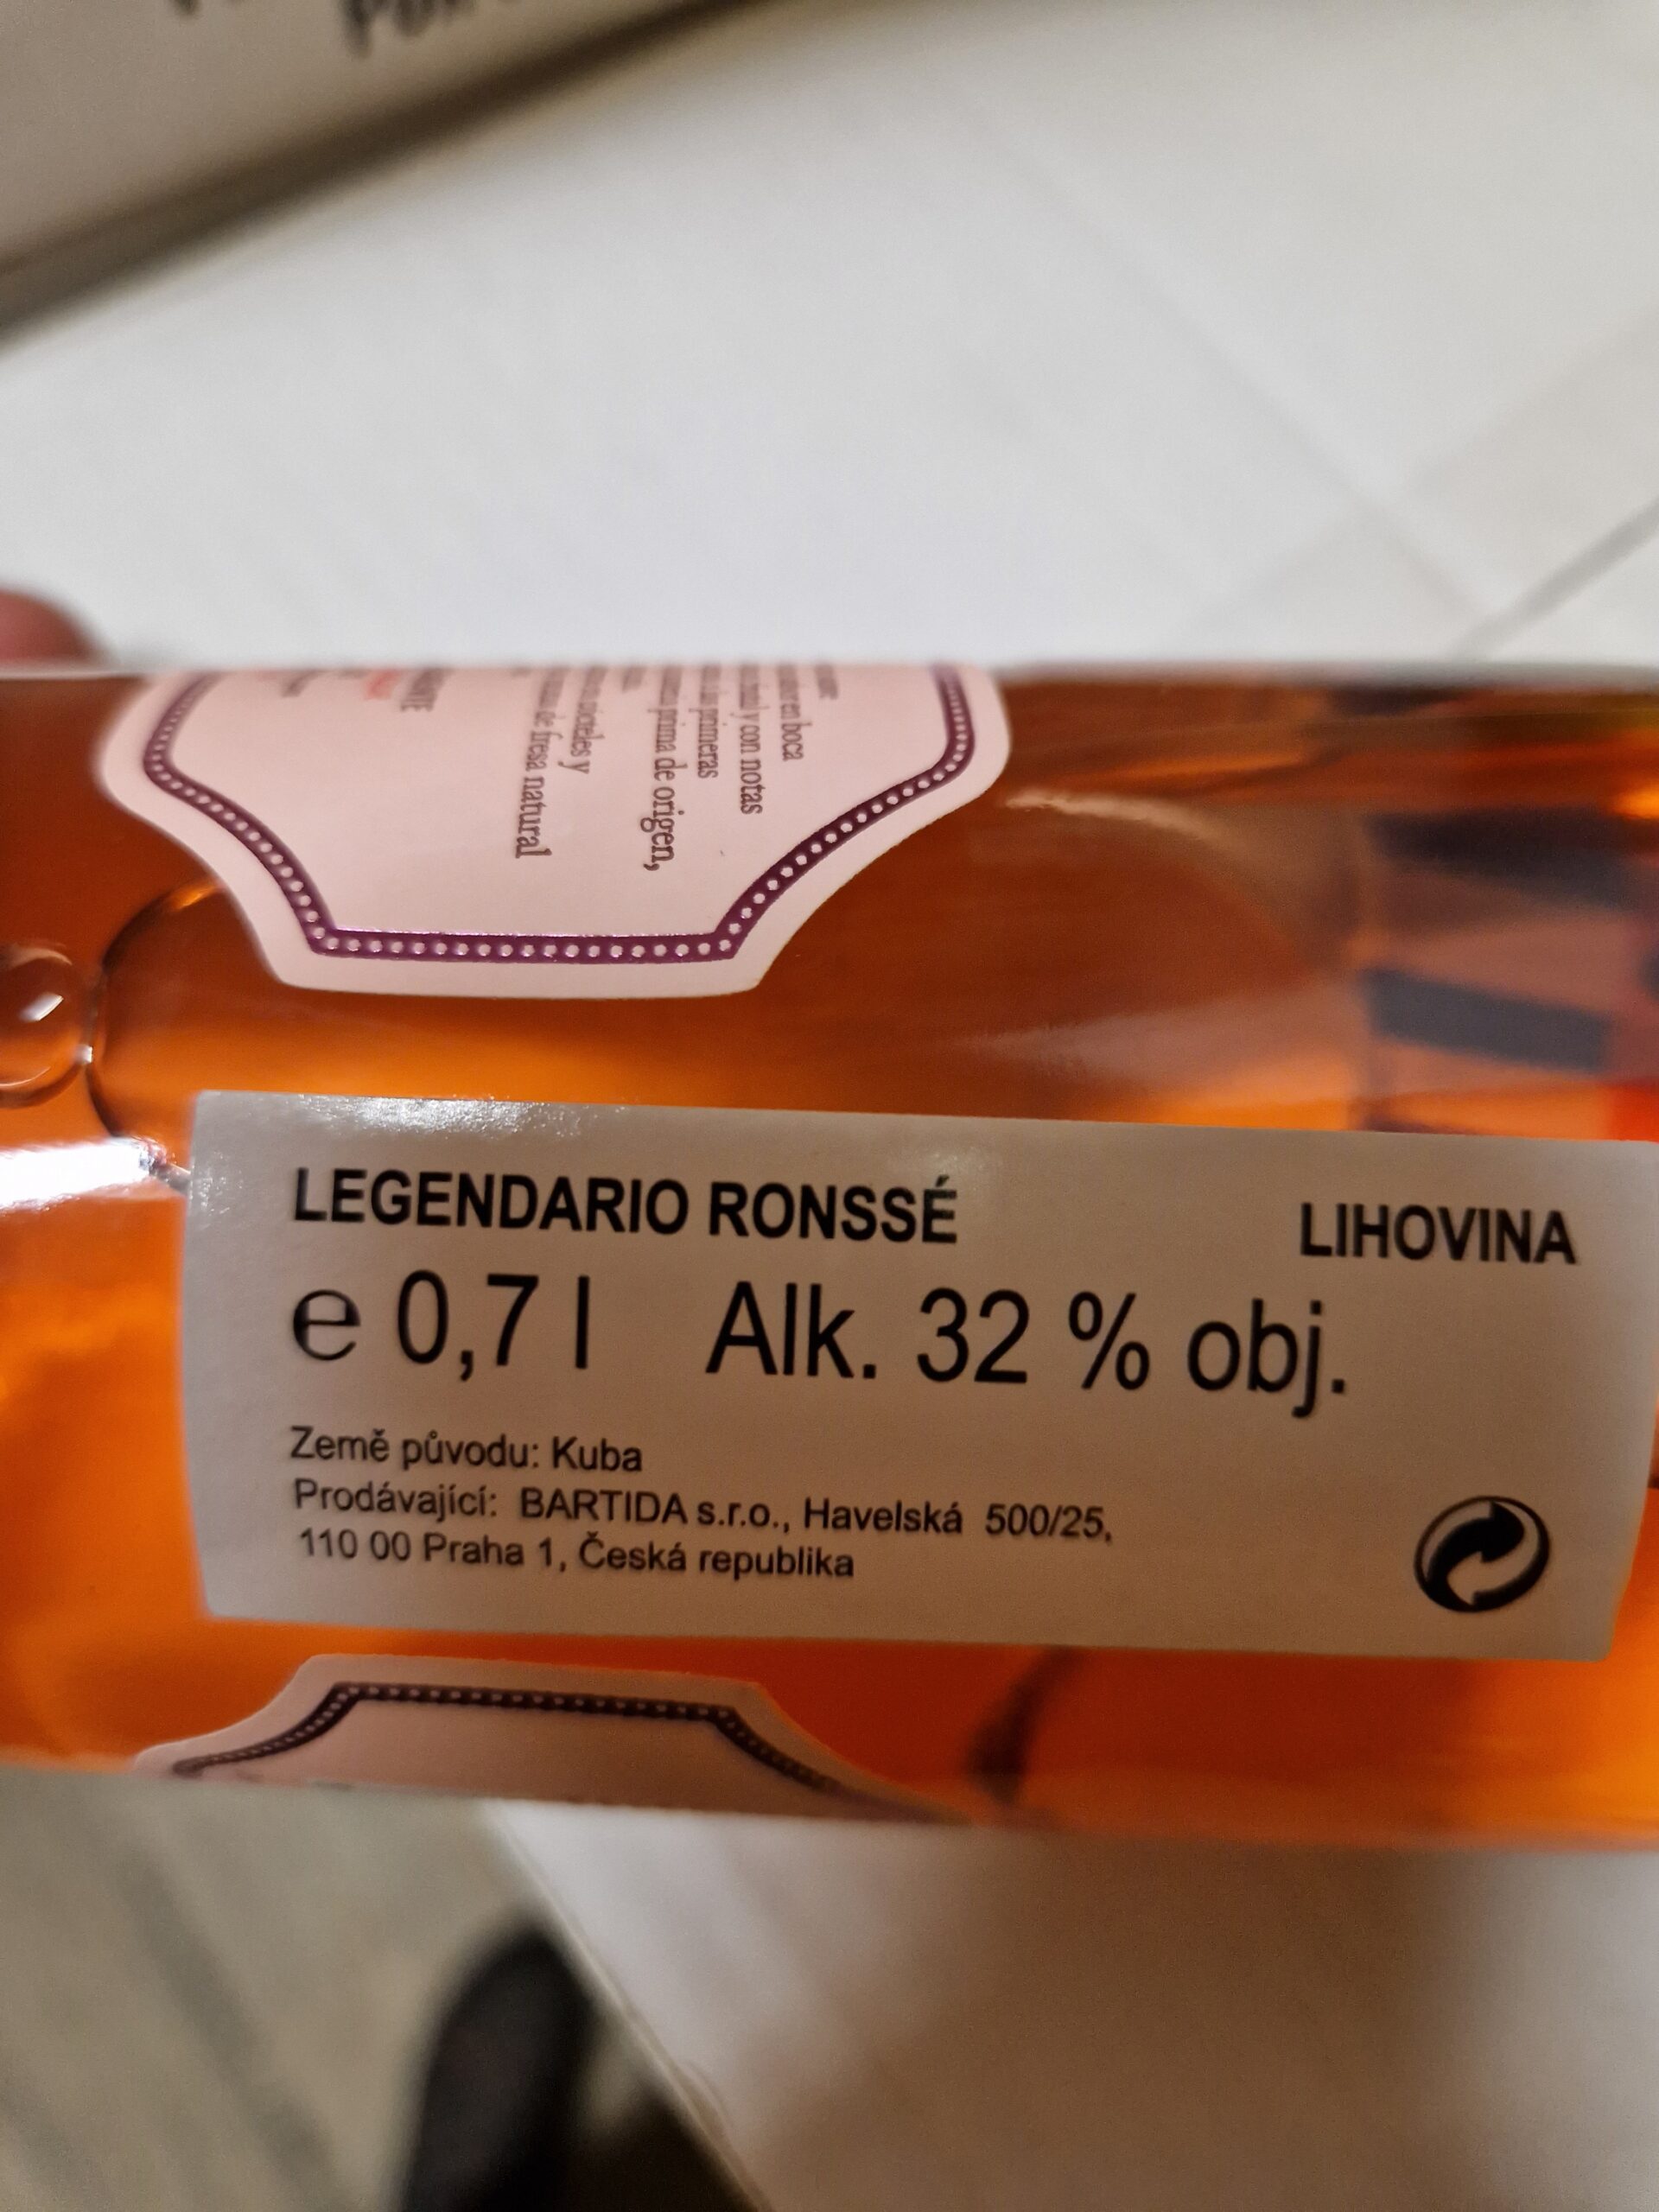 LEGENDARIO RONSSÉ LIHOVINA
e 0,7 l Alk. 32 % obj.
Země původu: Kuba
Prodávající: BARTIDA s.r.o., Havelská 500/25,
110 00 Praha 1, Česká republika
en boca
y con notas
primeras
prima de origen,
y
de fresa natural